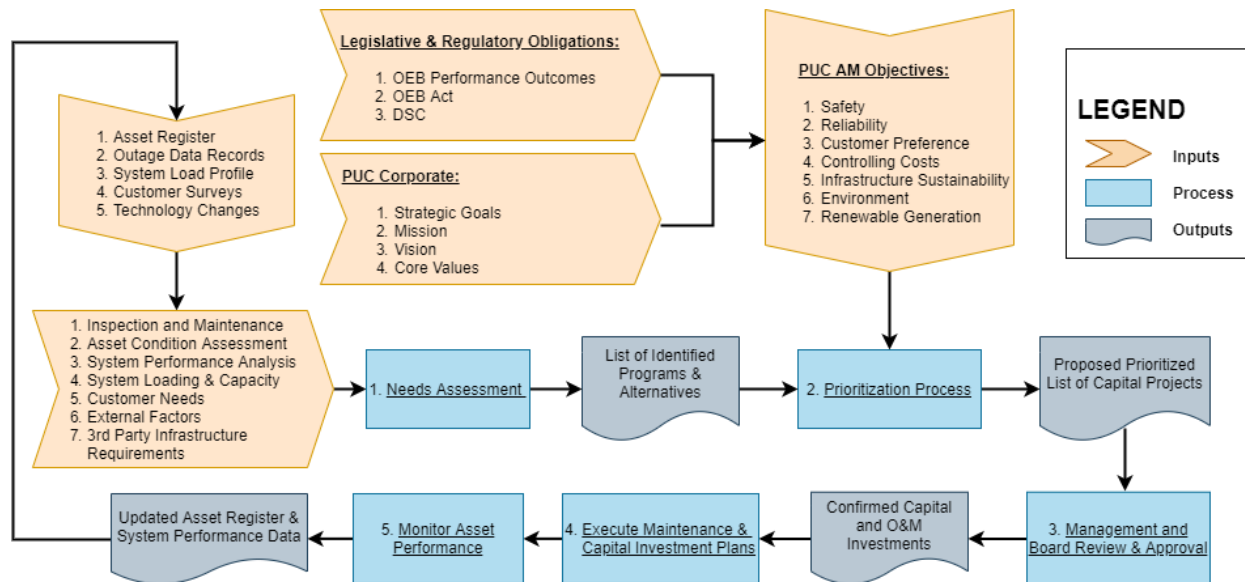 Legislative & Regulatory Obligations:
1. OEB Performance Outcomes
2. OEB Act
3. DSC
PUC AM Objectives:
1. Safety
2. Reliability
3. Customer Preference
4. Controlling Costs
5. Infrastructure Sustainability
6. Environment
7. Renewable Generation
LEGEND
Inputs
Process
Outputs
1. Asset Register
2. Outage Data Records
3. System Load Profile
4. Customer Surveys
5. Technology Changes
PUC Corporate:
1. Strategic Goals
2. Mission
3. Vision
4. Core Values
1. Inspection and Maintenance
2. Asset Condition Assessment
3. System Performance Analysis
4. System Loading & Capacity
5. Customer Needs
6. External Factors
7. 3rd Party Infrastructure
Requirements
1. Needs Assessment
List of Identified
Programs &
Alternatives
2. Prioritization Process
Proposed Prioritized
List of Capital Projects
3. Management and
Board Review & Approval
Confirmed Capital
and O&M
Investments
4. Execute Maintenance &
Capital Investment Plans
5. Monitor Asset
Performance
Updated Asset Register &
System Performance Data